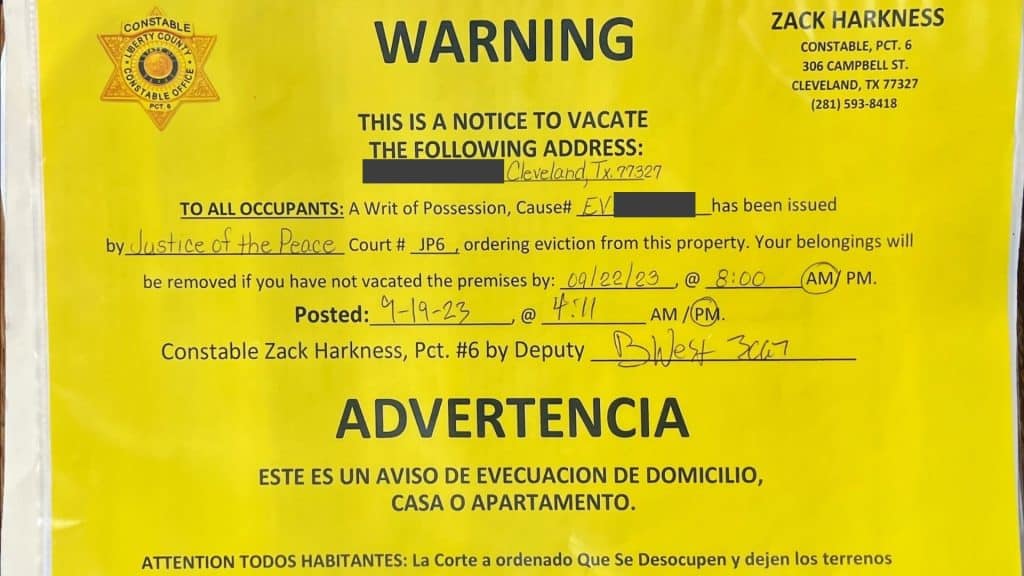 CONSTABLE
LIBERTY COUNTY
CONSTABLE OFFICE
PCT. 6
WARNING
ZACK HARKNESS
CONSTABLE, PCT. 6
306 CAMPBELL ST.
CLEVELAND, TX 77327
(281) 593-8418
THIS IS A NOTICE TO VACATE
THE FOLLOWING ADDRESS:
Cleveland, Tx. 77327
TO ALL OCCUPANTS: A Writ of Possession, Cause# EV has been issued
by Justice of the Peace Court # JP6, ordering eviction from this property. Your belongings will
be removed if you have not vacated the premises by: 09/22/23, @ 8:00 AM/ PM.
Posted: 9-19-23, @ 4:11 AM / PM.
Constable Zack Harkness, Pct. #6 by Deputy BWest
ADVERTENCIA
ESTE ES UN AVISO DE EVECUACION DE DOMICILIO,
CASA O APARTAMENTO.
ATTENTION TODOS HABITANTES: La Corte a ordenado Que Se Desocupen y dejen los terrenos